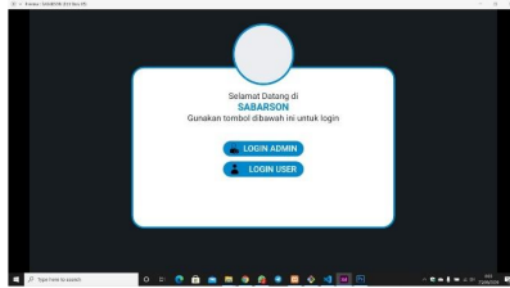 Selamat Datang di
SABARSON
Gunakan tombol dibawah ini untuk login
LOGIN ADMIN
LOGIN USER
Type here to search